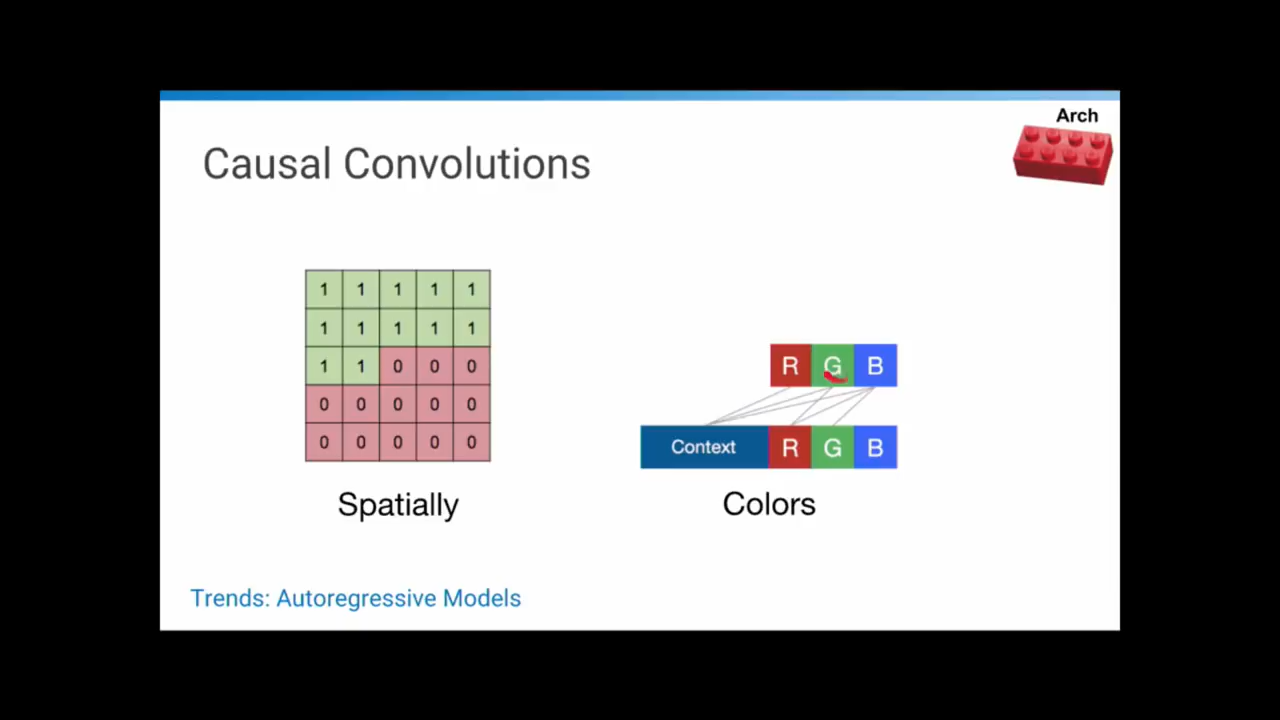 Arch
Causal Convolutions
1 1 1 1 1
1 1 1 1 1
1 1 0 0 0
0 0 0 0 0
0 0 0 0 0
R G B
Context R G B
Spatially
Colors
Trends: Autoregressive Models